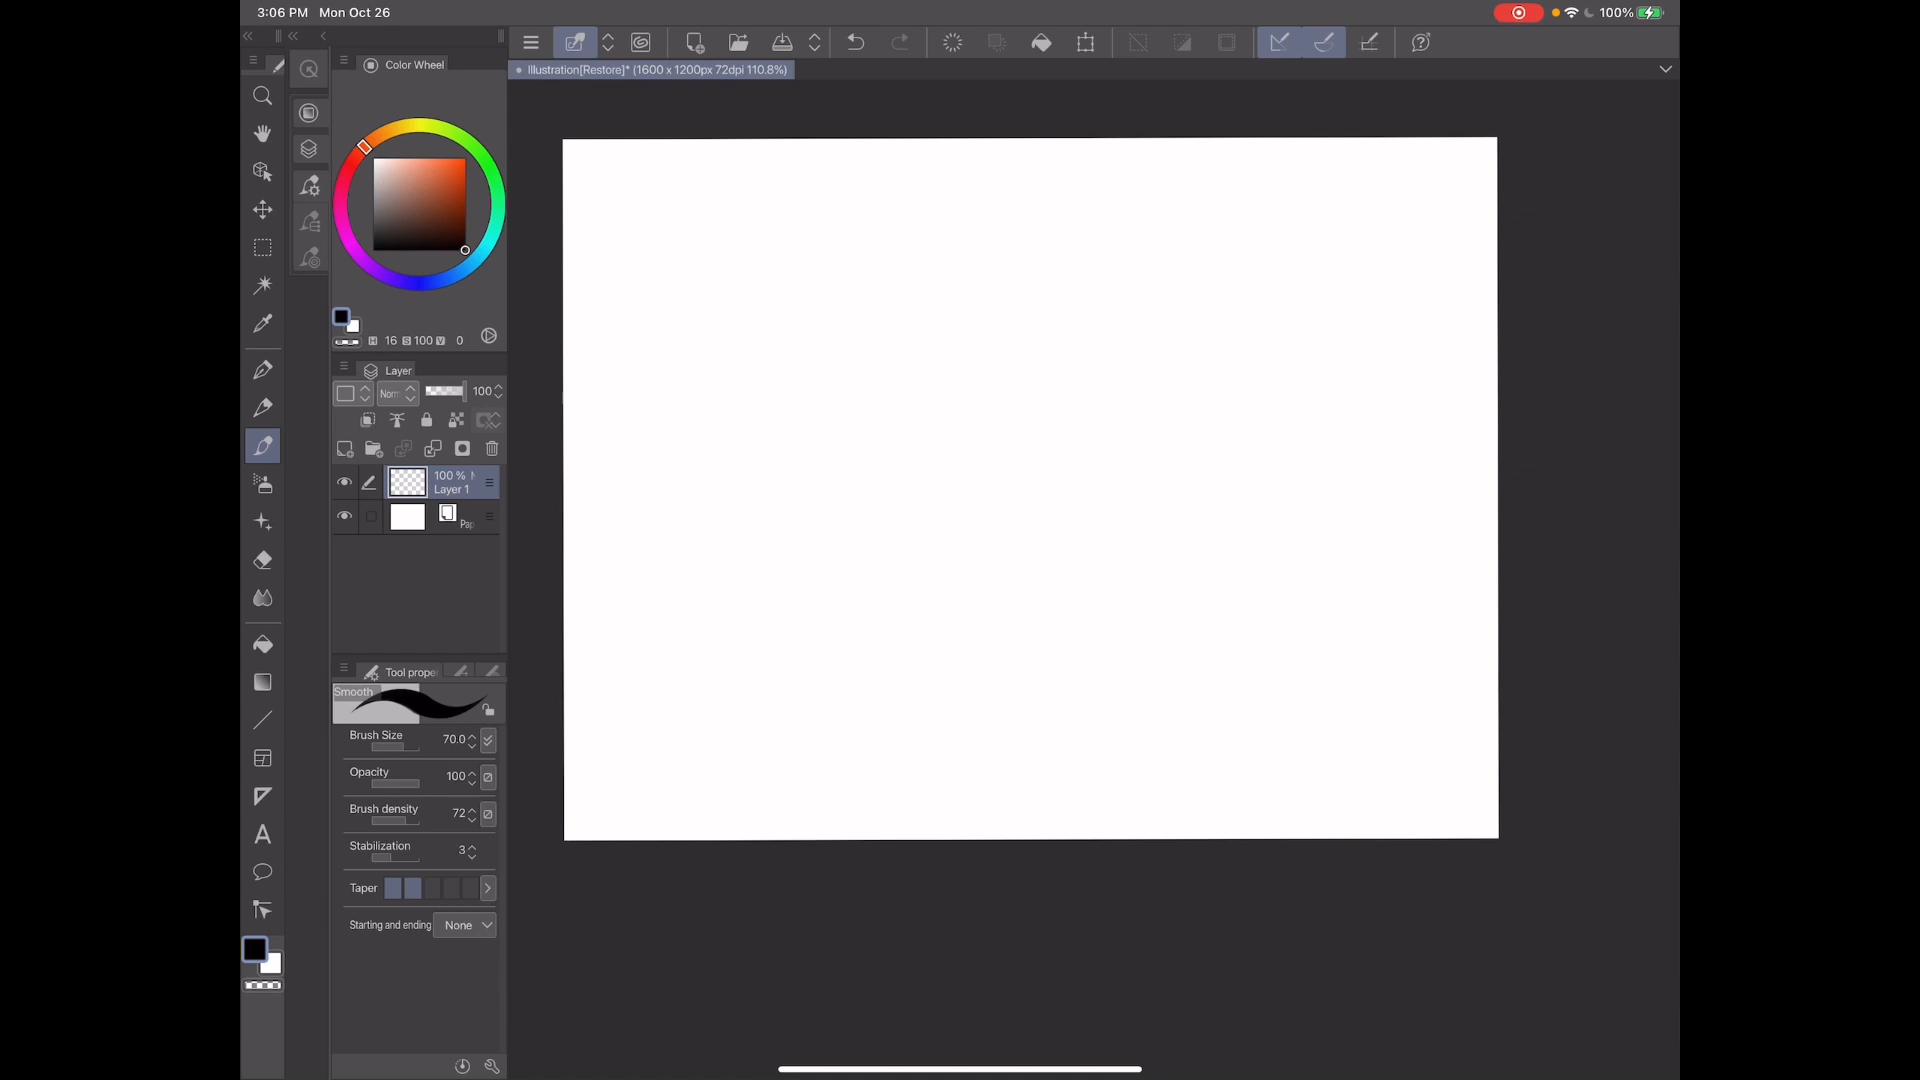 3:06 PM Mon Oct 26
100%
Color Wheel
Illustration[Restore]* (1600 x 1200px 72dpi 110.8%)
H 16 S 100 V 0
Layer
Norn 100
100 %
Layer 1
Pap
Tool prope
Smooth
Brush Size 70.0
Opacity 100
Brush density 72
Stabilization 3
Taper
Starting and ending None